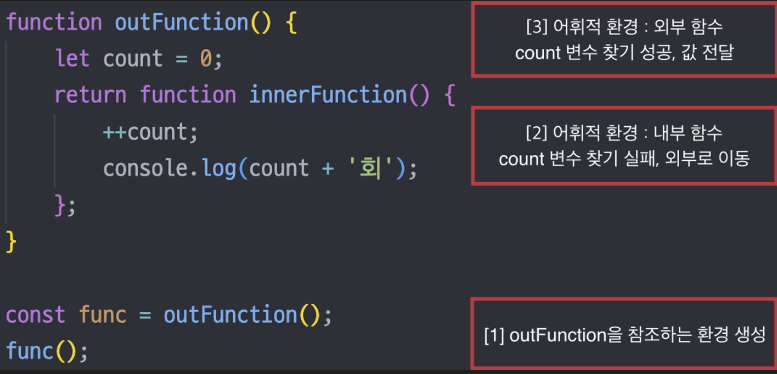 function outFunction() {
let count = 0;
return function innerFunction() {
++count;
console.log(count + '회');
};
}
const func = outFunction();
func();
[3] 어휘적 환경 : 외부 함수
count 변수 찾기 성공, 값 전달
[2] 어휘적 환경 : 내부 함수
count 변수 찾기 실패, 외부로 이동
[1] outFunction을 참조하는 환경 생성